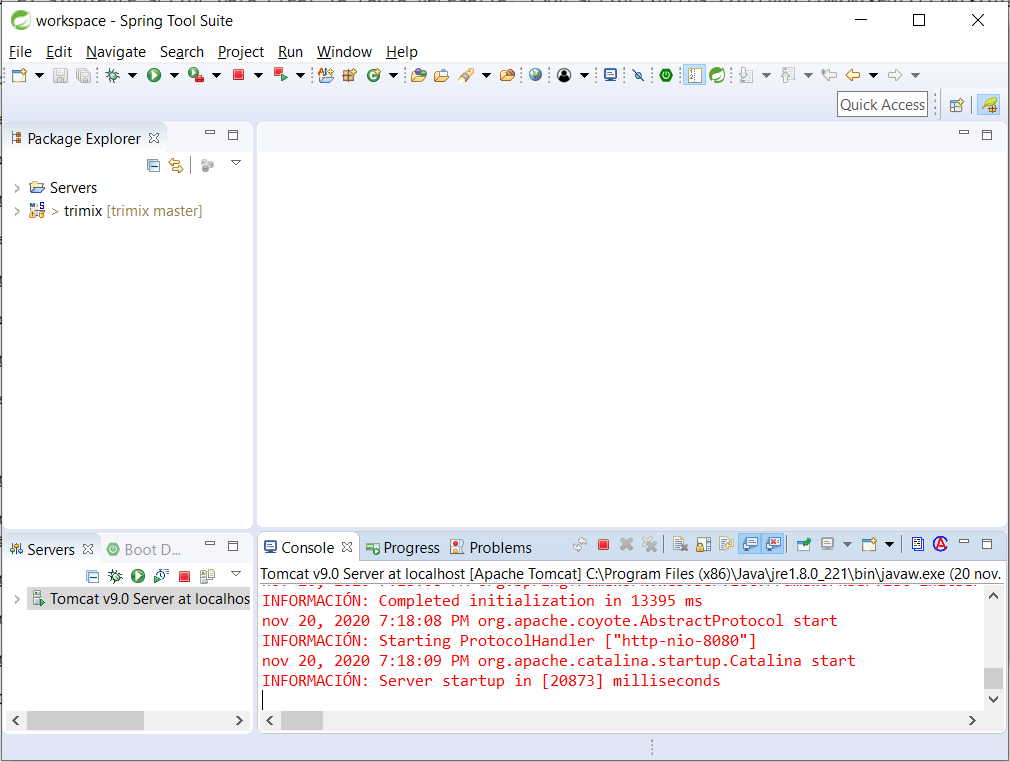 workspace - Spring Tool Suite
File Edit Navigate Search Project Run Window Help
Quick Access
Package Explorer
Servers
> trimix [trimix master]
Servers
Boot D...
Tomcat v9.0 Server at localhos
Console Progress Problems
Tomcat v9.0 Server at localhost [Apache Tomcat] C:\Program Files (x86)\Java\jre1.8.0_221\bin\javaw.exe (20 nov.
INFORMACIÓN: Completed initialization in 13395 ms
nov 20, 2020 7:18:08 PM org.apache.coyote.AbstractProtocol start
INFORMACIÓN: Starting ProtocolHandler ["http-nio-8080"]
nov 20, 2020 7:18:09 PM org.apache.catalina.startup.Catalina start
INFORMACIÓN: Server startup in [20873] milliseconds